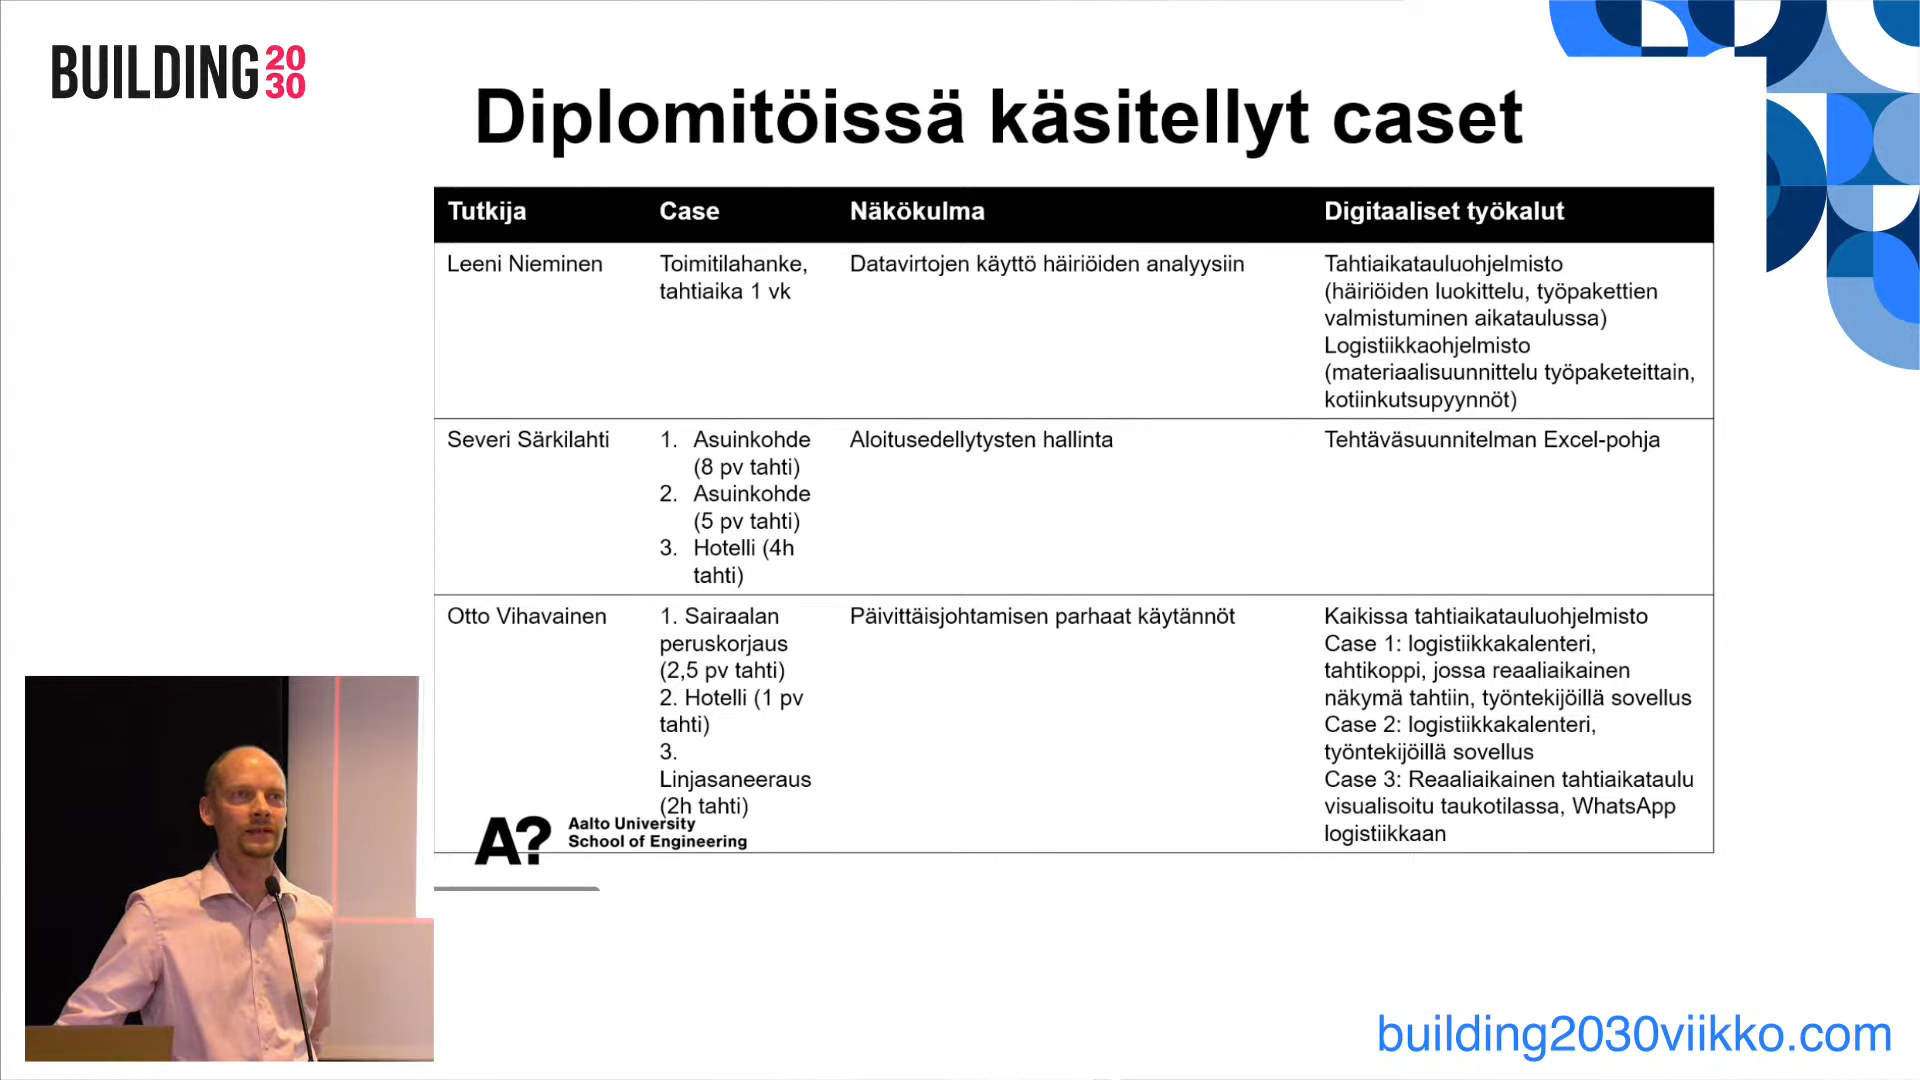 BUILDING 2030
Diplomitöissä käsitellyt caset
Tutkija
Case
Näkökulma
Digitaaliset työkalut
Leeni Nieminen
Toimitilahanke,
tahtiaika 1 vk
Datavirtojen käyttö häiriöiden analyysiin
Tahtiaikatauluohjelmisto
(häiriöiden luokittelu, työpakettien
valmistuminen aikataulussa)
Logistiikkaohjelmisto
(materiaalisuunnittelu työpaketeittain,
kotiinkutsupyynnöt)
Severi Särkilahti
1. Asuinkohde
(8 pv tahti)
2. Asuinkohde
(5 pv tahti)
3. Hotelli (4h
tahti)
Aloitusedellytysten hallinta
Tehtäväsuunnitelman Excel-pohja
Otto Vihavainen
1. Sairaalan
peruskorjaus
(2,5 pv tahti)
2. Hotelli (1 pv
tahti)
3.
Linjasaneeraus
(2h tahti)
Päivittäisjohtamisen parhaat käytännöt
Kaikissa tahtiaikatauluohjelmisto
Case 1: logistiikkakalenteri,
tahtikoppi, jossa reaaliaikainen
näkymä tahtiin, työntekijöillä sovellus
Case 2: logistiikkakalenteri,
työntekijöillä sovellus
Case 3: Reaaliaikainen tahtiaikataulu
visualisoitu taukotilassa, WhatsApp
logistiikkaan
A?
Aalto University
School of Engineering
building2030viikko.com